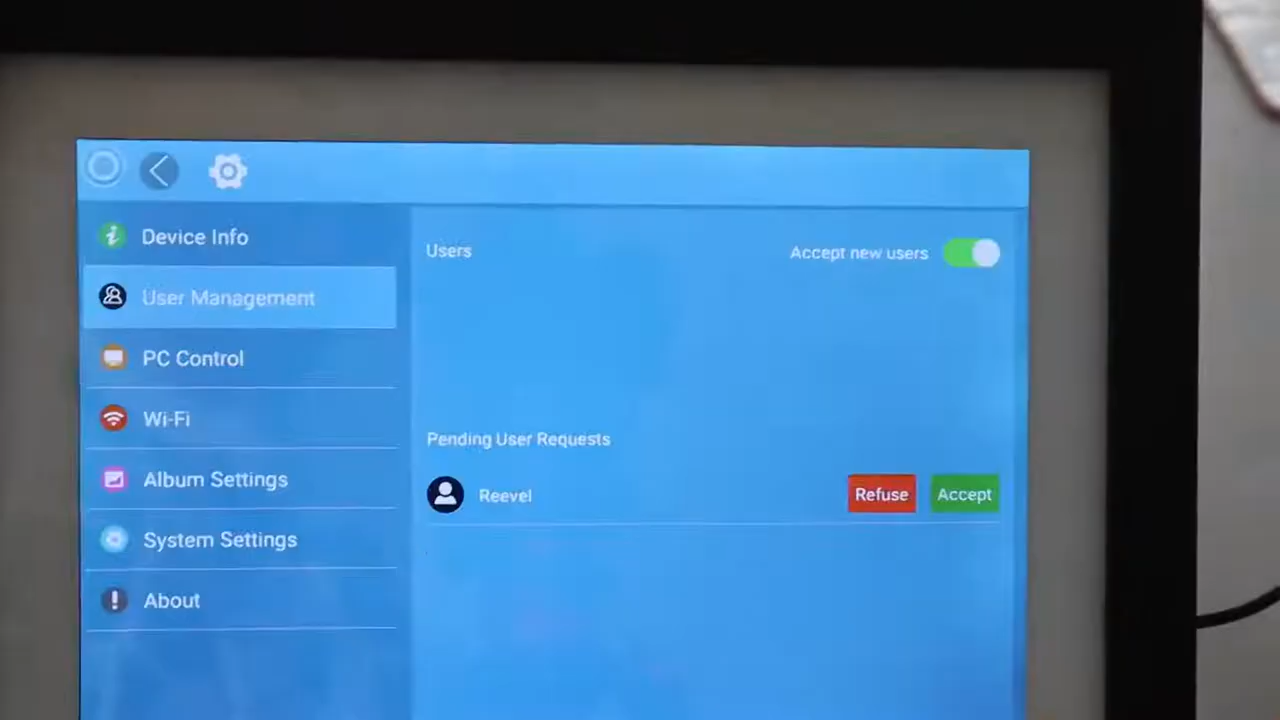 Device Info
User Management
PC Control
Wi-Fi
Album Settings
System Settings
About
Users
Accept new users
Pending User Requests
Reevel
Refuse
Accept